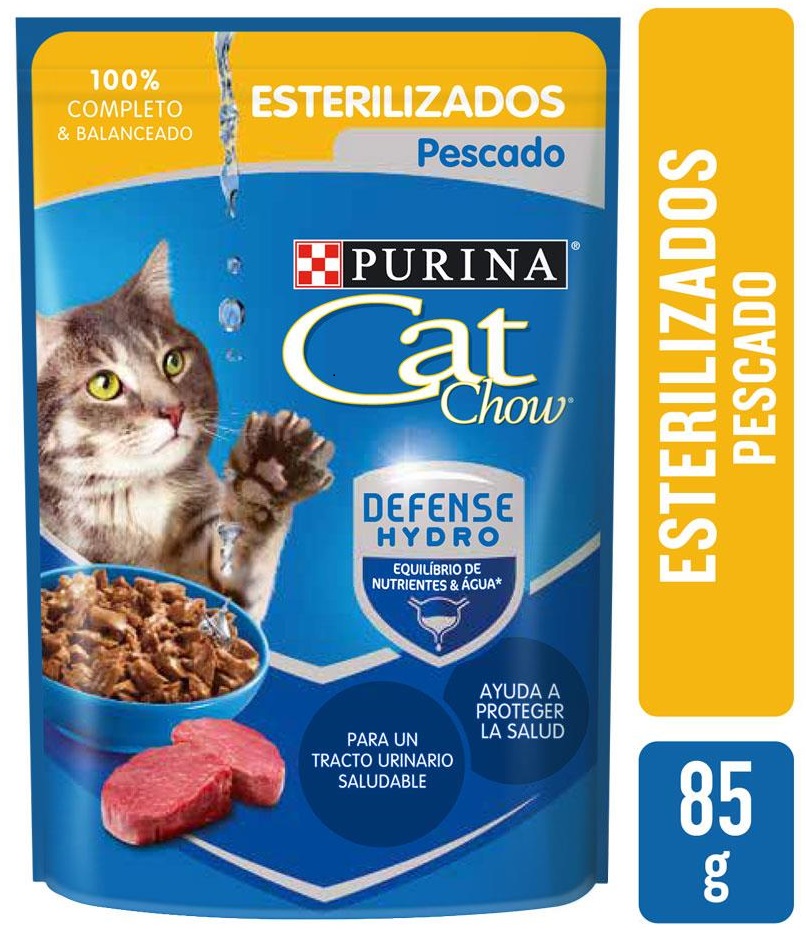 100%
COMPLETO
& BALANCEADO
ESTERILIZADOS
Pescado
PURINA®
Cat
Chow®
DEFENSE
HYDRO
EQUILÍBRIO DE
NUTRIENTES & ÁGUA*
AYUDA A
PROTEGER
LA SALUD
PARA UN
TRACTO URINARIO
SALUDABLE
ESTERILIZADOS
PESCADO
85
g